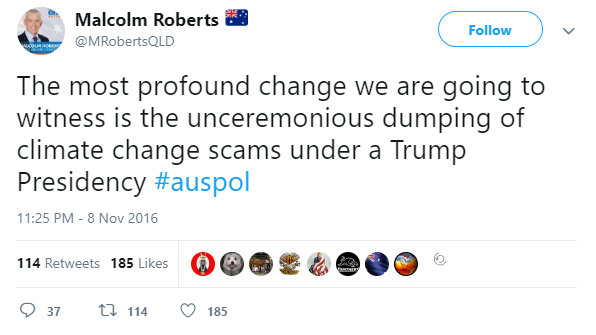 Malcolm Roberts
@MRobertsQLD
Follow
The most profound change we are going to
witness is the unceremonious dumping of
climate change scams under a Trump
Presidency #auspol
11:25 PM - 8 Nov 2016
114 Retweets 185 Likes
37 114 185